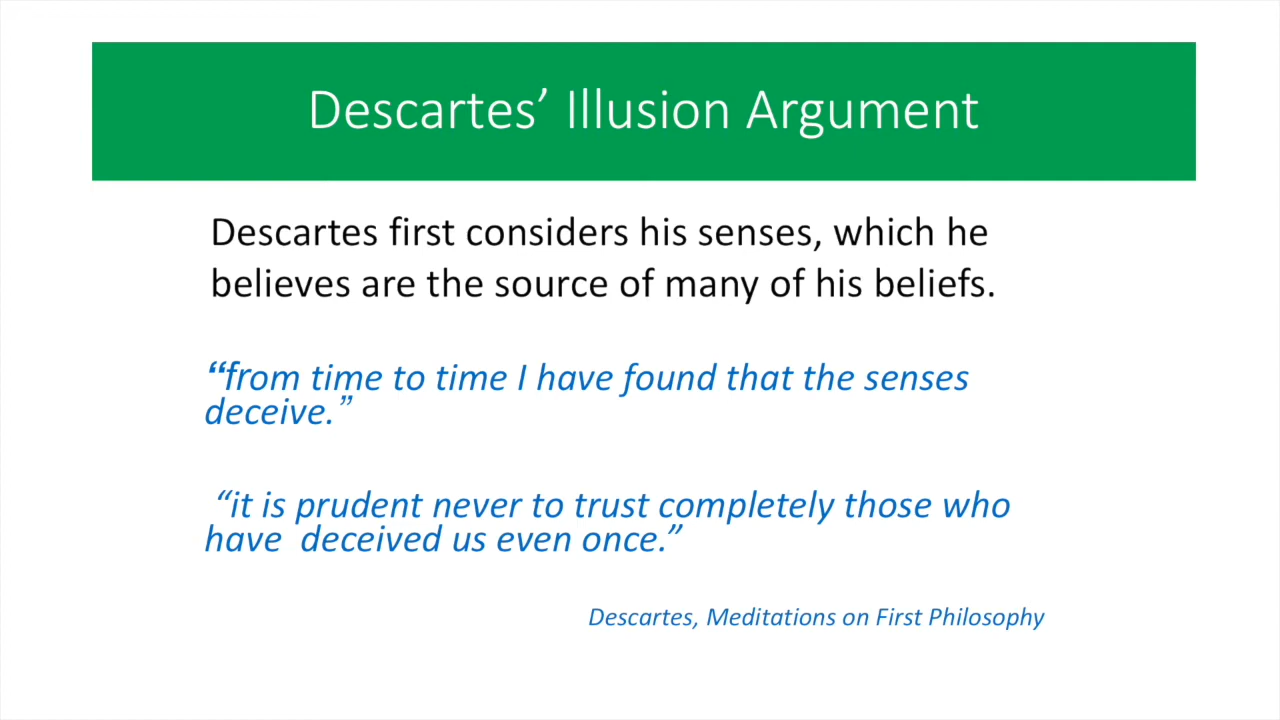 Descartes’ Illusion Argument
Descartes first considers his senses, which he
believes are the source of many of his beliefs.
“from time to time I have found that the senses
deceive.”
“it is prudent never to trust completely those who
have  deceived us even once.”
Descartes, Meditations on First Philosophy